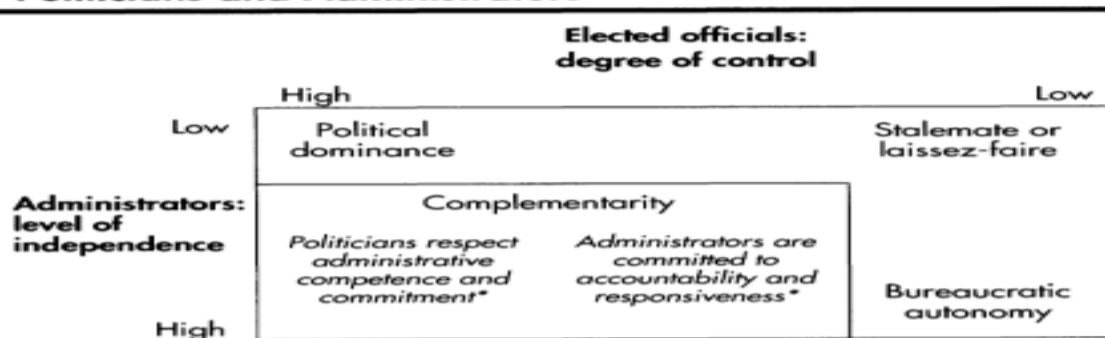 Elected officials:
degree of control
High Low
Low Political Stalemate or
dominance laissez-faire
Administrators: Complementarity
level of
independence
Politicians respect Administrators are
administrative committed to
competence and accountability and
commitment* responsiveness*
Bureaucratic
autonomy
High